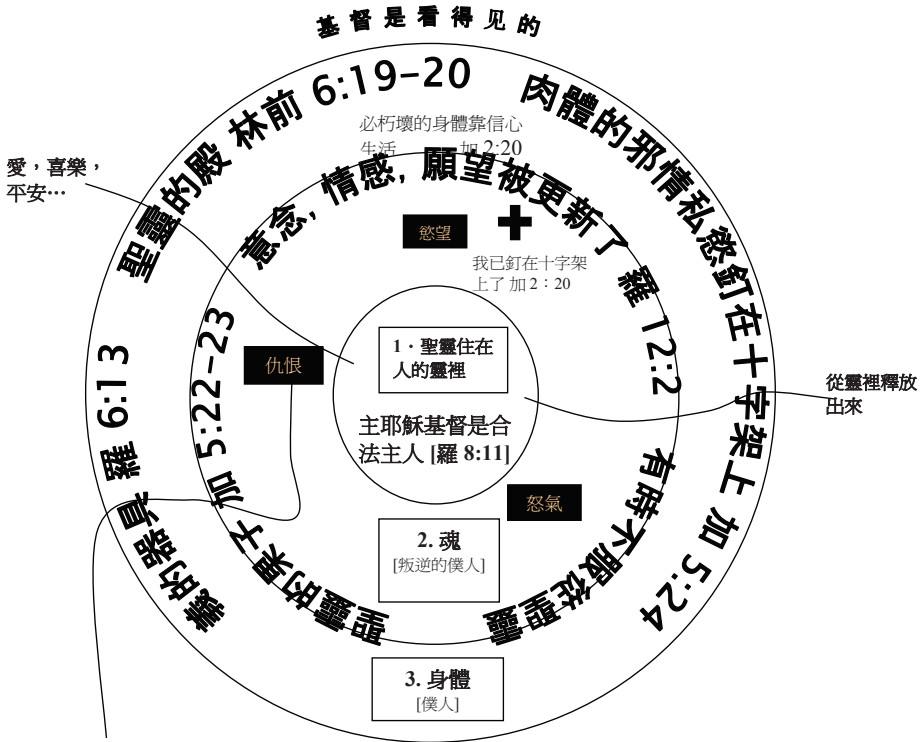 基督是看得见的
聖靈的殿 林前 6:19-20
肉體的邪情私慾釘在十字架上 加 5:24
義的器具 羅 6:13
必朽壞的身體靠信心
生活 加 2:20
愛，喜樂，
平安…
意念, 情感, 願望被更新了 羅 12:2
慾望
我已釘在十字架
上了 加 2：20
聖靈的果子 加 5:22-23
仇恨
1．聖靈住在
人的靈裡
主耶穌基督是合
法主人 [羅 8:11]
從靈裡釋放
出來
有時不服從聖靈
怒氣
2. 魂
[叛逆的僕人]
3. 身體
[僕人]